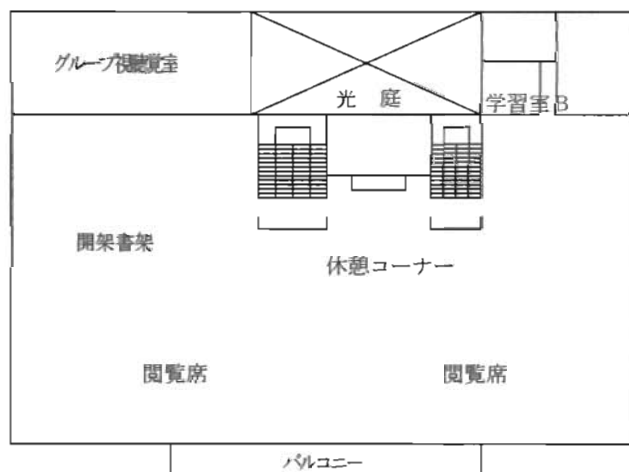 グループ視聴覚室
光 庭
学習室B
開架書架
休憩コーナー
閲覧席
閲覧席
バルコニー